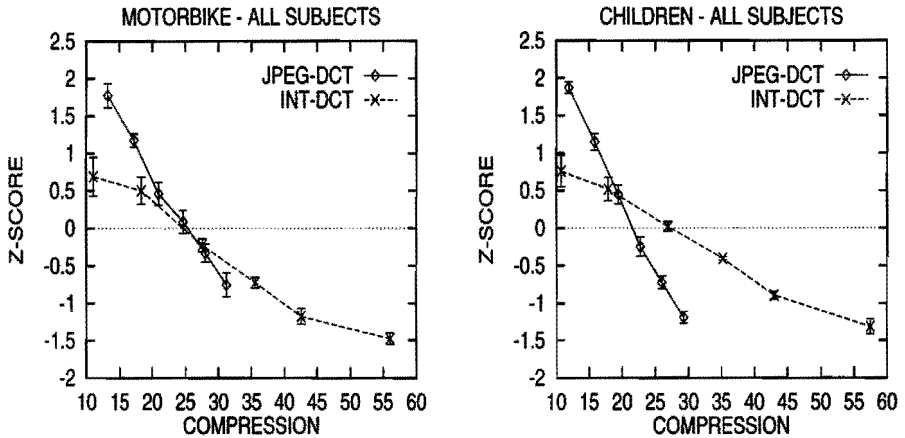 MOTORBIKE - ALL SUBJECTS
2.5
2
1.5
1
0.5
0
-0.5
-1
-1.5
-2
Z-SCORE
JPEG-DCT
INT-DCT
10 15 20 25 30 35 40 45 50 55 60
COMPRESSION
CHILDREN - ALL SUBJECTS
2.5
2
1.5
1
0.5
0
-0.5
-1
-1.5
-2
Z-SCORE
JPEG-DCT
INT-DCT
10 15 20 25 30 35 40 45 50 55 60
COMPRESSION